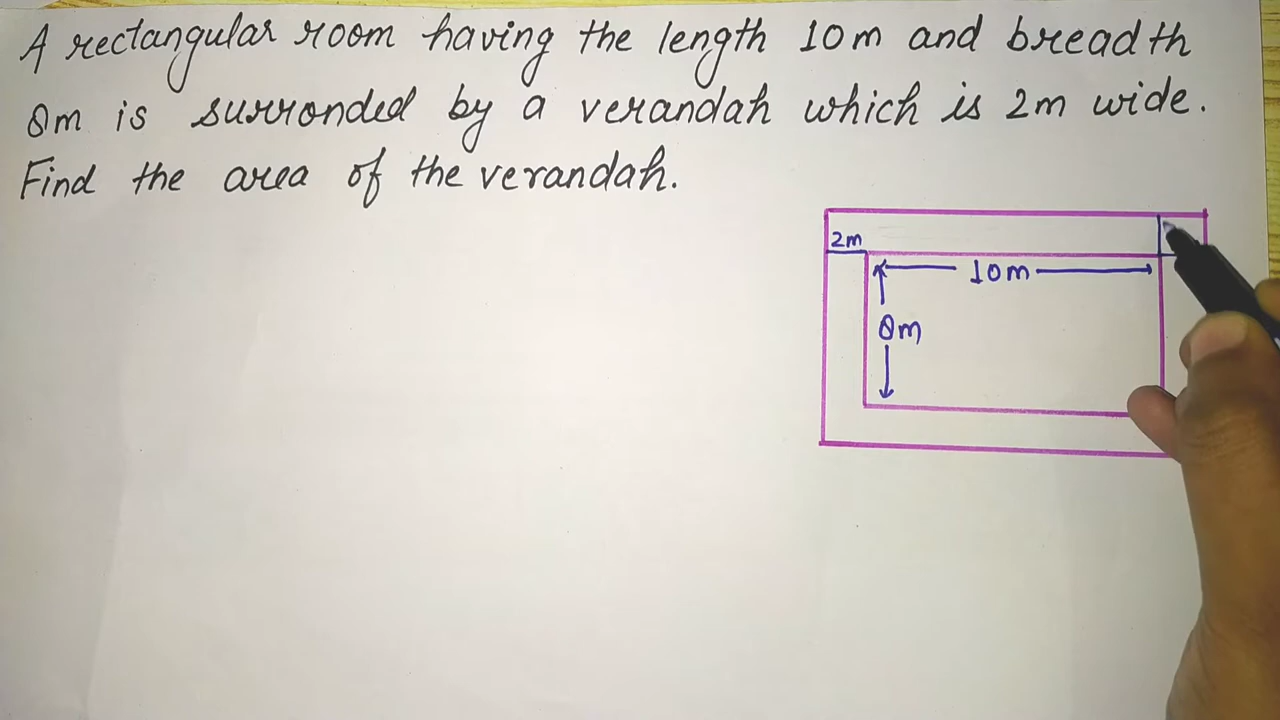 A rectangular room having the length 10m and breadth
8m is surronded by a verandah which is 2m wide.
Find the area of the verandah.
2m
10m
8m